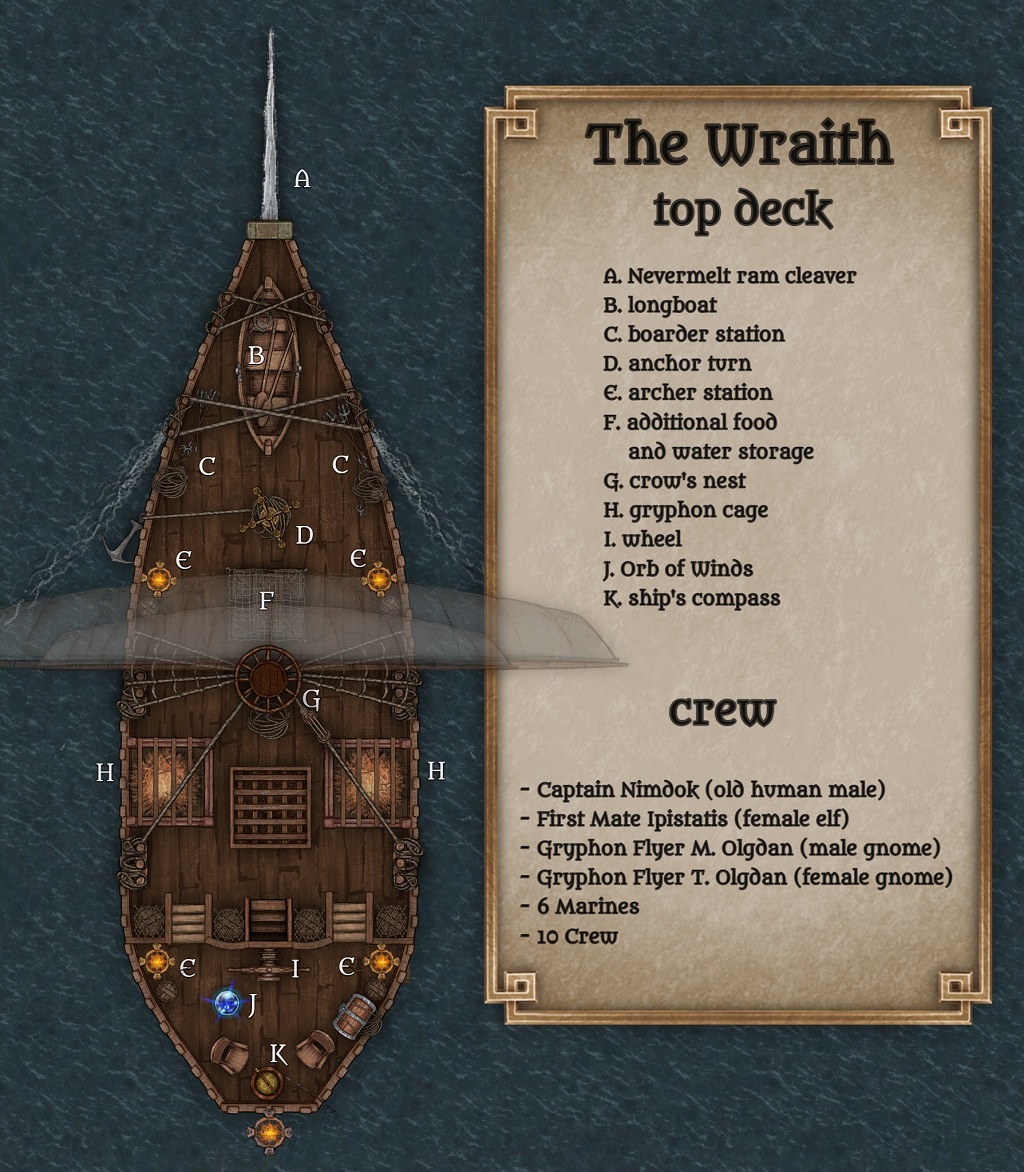 The Wraith
top deck
A. Nevermelt ram cleaver
B. longboat
C. boarder station
D. anchor turn
E. archer station
F. additional food
and water storage
G. crow's nest
H. gryphon cage
I. wheel
J. Orb of Winds
K. ship's compass
crew
- Captain Nimdok (old human male)
- First Mate Ipistatis (female elf)
- Gryphon Flyer M. Olgdan (male gnome)
- Gryphon Flyer T. Olgdan (female gnome)
- 6 Marines
- 10 Crew
A
B
C C
D
E E
F
G
H H
E I E
J
K